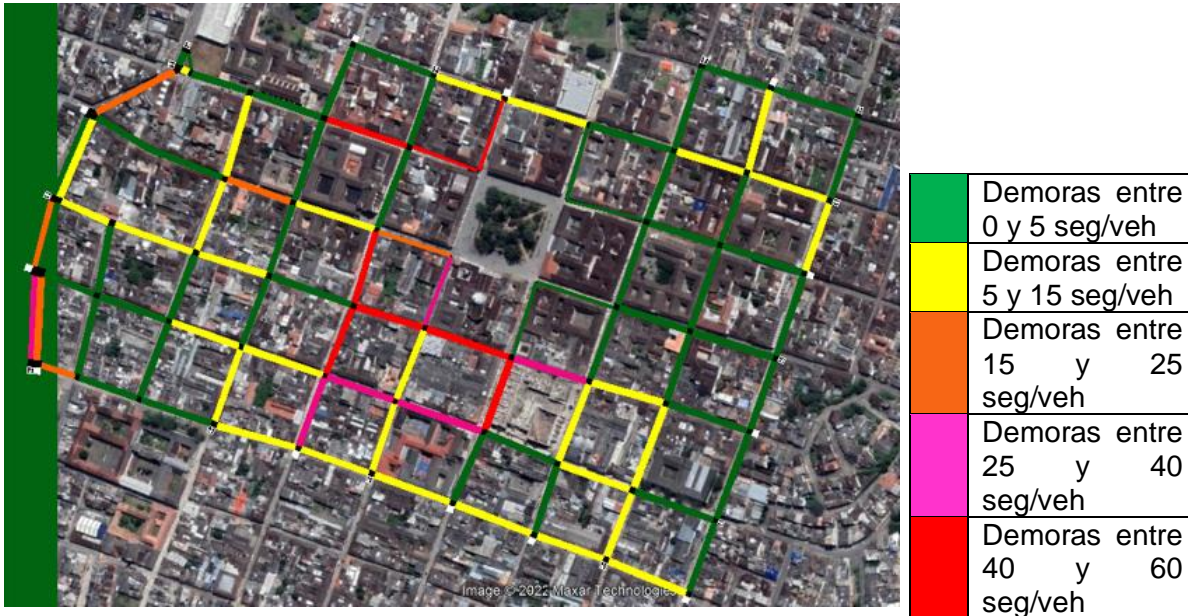 Demoras entre
0 y 5 seg/veh
Demoras entre
5 y 15 seg/veh
Demoras entre
15 y 25
seg/veh
Demoras entre
25 y 40
seg/veh
Demoras entre
40 y 60
seg/veh
Image © 2022 Maxar Technologies